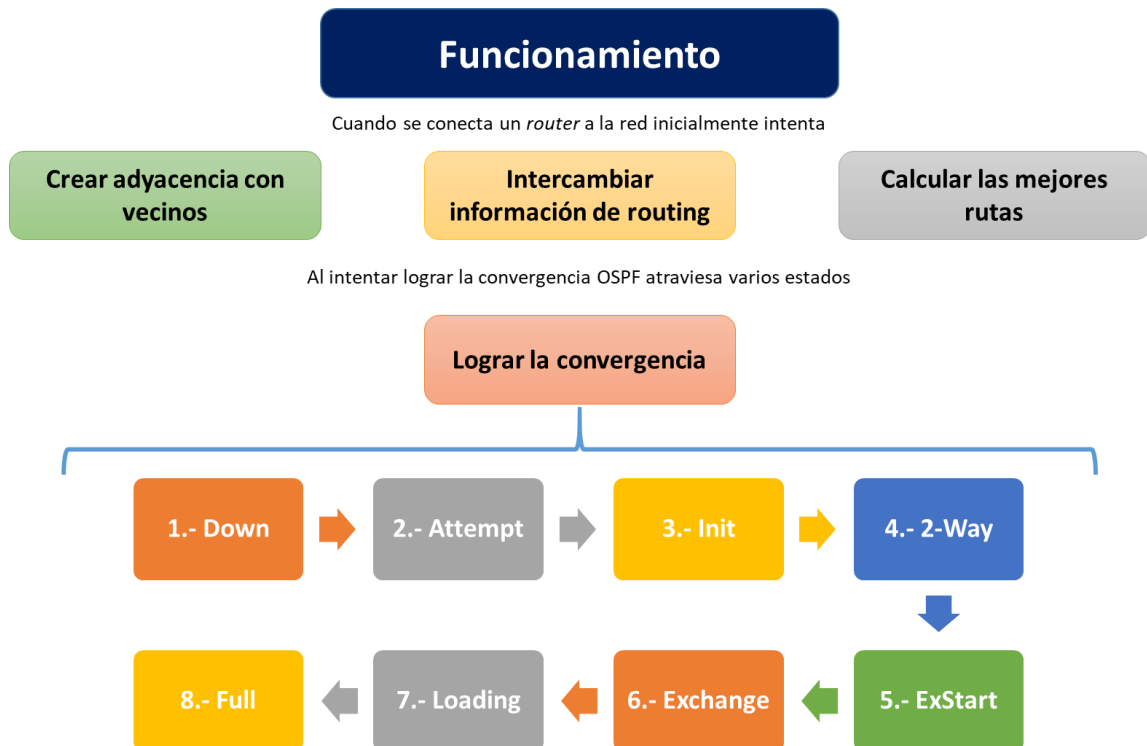 Funcionamiento
Cuando se conecta un router a la red inicialmente intenta
Crear adyacencia con
vecinos
Intercambiar
información de routing
Calcular las mejores
rutas
Al intentar lograr la convergencia OSPF atraviesa varios estados
Lograr la convergencia
1.- Down
2.- Attempt
3.- Init
4.- 2-Way
5.- ExStart
6.- Exchange
7.- Loading
8.- Full